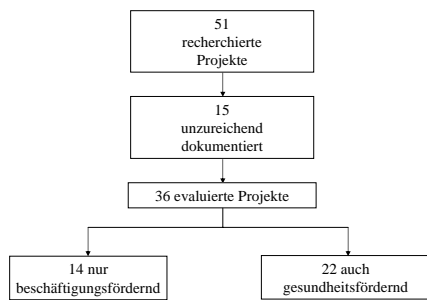 51
recherchierte
Projekte
15
unzureichend
dokumentiert
36 evaluierte Projekte
14 nur
beschäftigungsfördernd
22 auch
gesundheitsfördernd